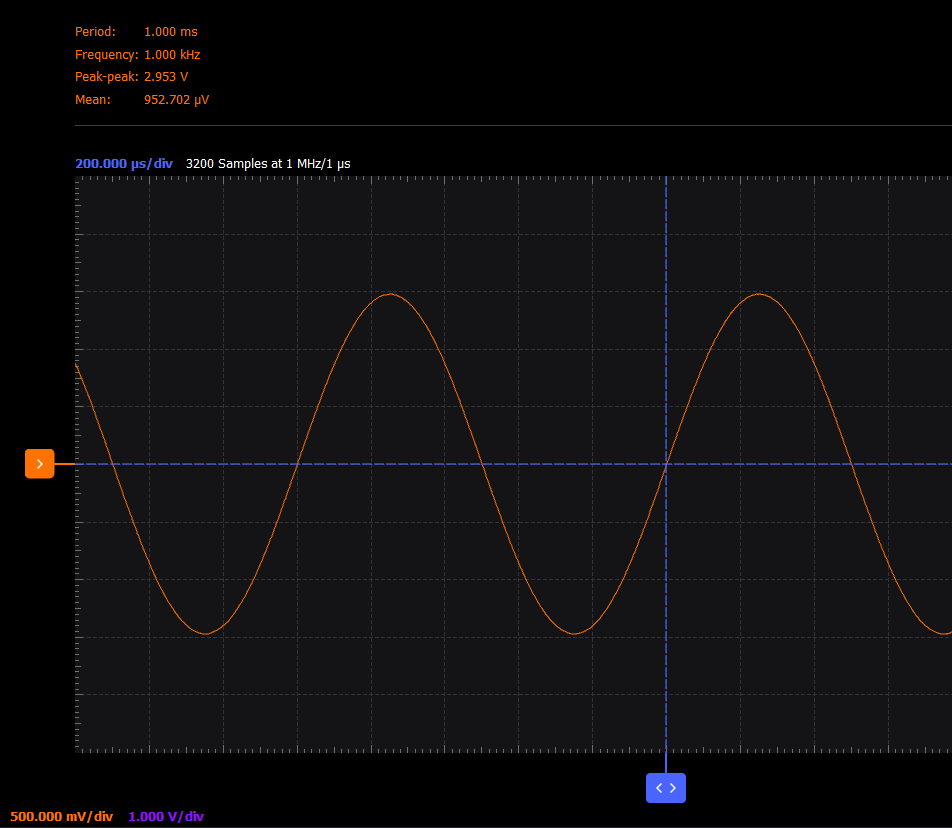 Period: 1.000 ms
Frequency: 1.000 kHz
Peak-peak: 2.953 V
Mean: 952.702 µV
200.000 µs/div 3200 Samples at 1 MHz/1 µs
500.000 mV/div 1.000 V/div